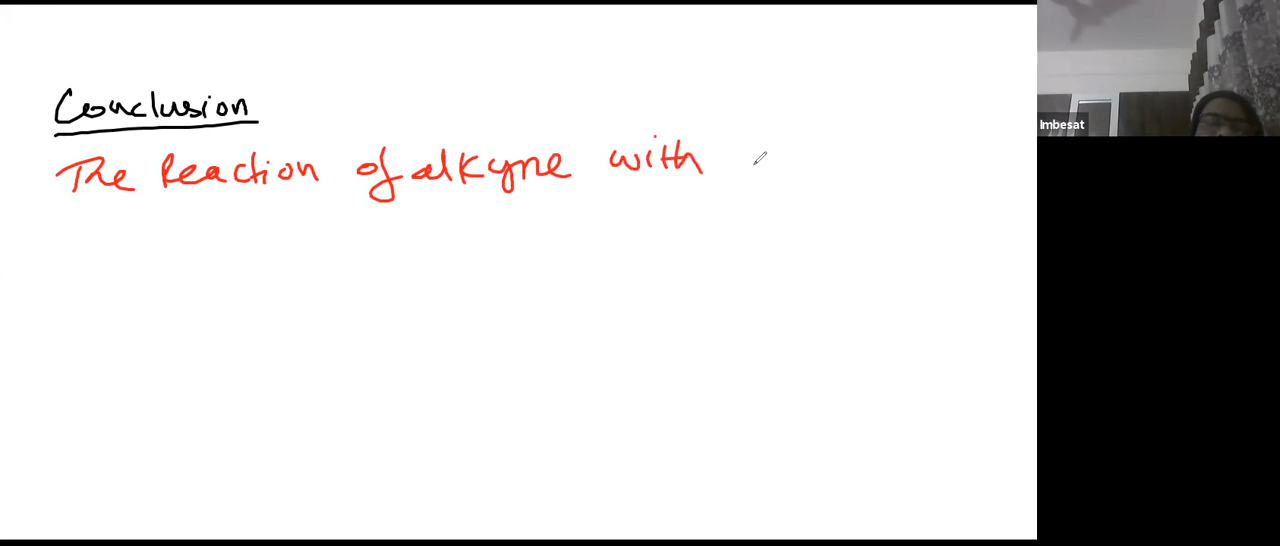 Conclusion
The Reaction of alkyne with
Imbesat